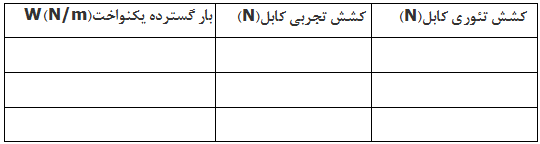 بار گسترده یکنواخت W(N/m) کشش تجربی کابل(N) کشش تئوری کابل(N)